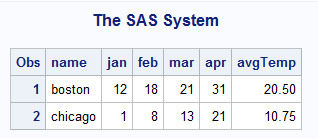 The SAS System
Obs name jan feb mar apr avgTemp
1 boston 12 18 21 31 20.50
2 chicago 1 8 13 21 10.75